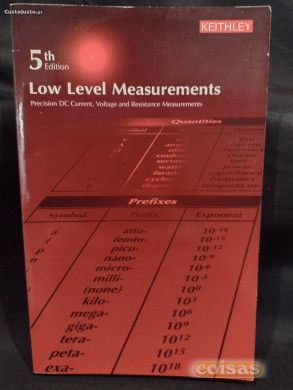 CustoJusto.pt
KEITHLEY
5th
Edition
Low Level Measurements
Precision DC Current, Voltage and Resistance Measurements
Quantities
Symbol Unit
V
A
Ω
C
s
W
F
Prefixes
Symbol Prefix Exponent
a atto- 10-18
f femto- 10-15
p pico- 10-12
n nano- 10-9
micro- 10-6
milli- 10-3
(none) 100
kilo- 103
mega- 106
giga- 109
tera- 1012
peta- 1015
exa- 1018
coisas